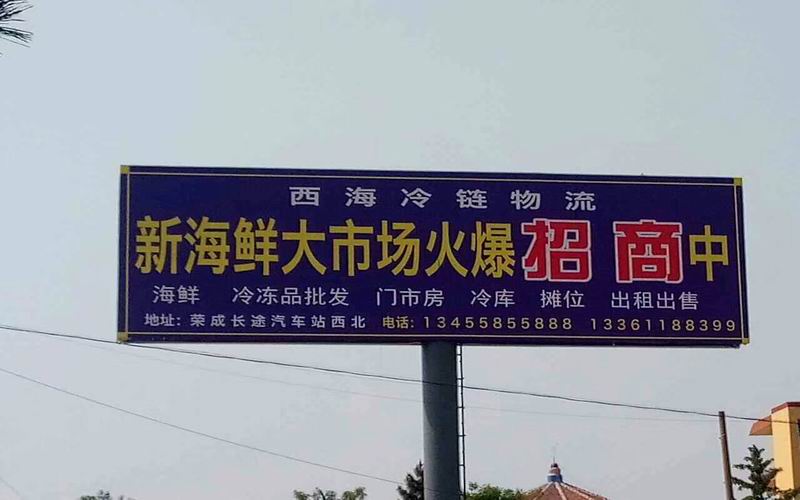 西海冷链物流
新海鲜大市场火爆招商中
海鲜 冷冻品批发 门市房 冷库 摊位 出租出售
地址：荣成长途汽车站西北 电话：13455855888 13361188399